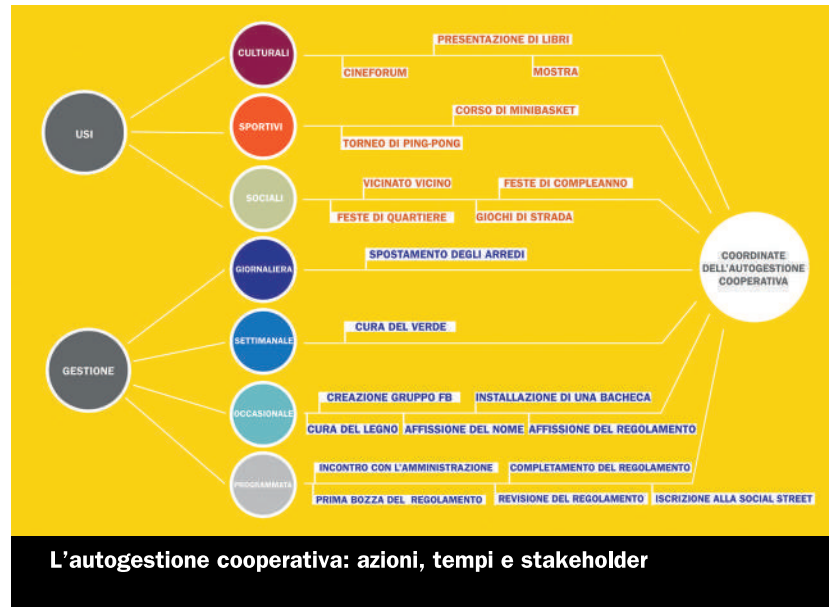 USI
CULTURALI
PRESENTAZIONE DI LIBRI
CINEFORUM
MOSTRA
SPORTIVI
CORSO DI MINIBASKET
TORNEO DI PING-PONG
SOCIALI
VICINATO VICINO
FESTE DI COMPLEANNO
FESTE DI QUARTIERE
GIOCHI DI STRADA
GESTIONE
GIORNALIERA
SPOSTAMENTO DEGLI ARREDI
SETTIMANALE
CURA DEL VERDE
OCCASIONALE
CREAZIONE GRUPPO FB
INSTALLAZIONE DI UNA BACHECA
CURA DEL LEGNO
AFFISSIONE DEL NOME
AFFISSIONE DEL REGOLAMENTO
PROGRAMMATA
INCONTRO CON L'AMMINISTRAZIONE
COMPLETAMENTO DEL REGOLAMENTO
PRIMA BOZZA DEL REGOLAMENTO
REVISIONE DEL REGOLAMENTO
ISCRIZIONE ALLA SOCIAL STREET
COORDINATE
DELL'AUTOGESTIONE
COOPERATIVA
L'autogestione cooperativa: azioni, tempi e stakeholder